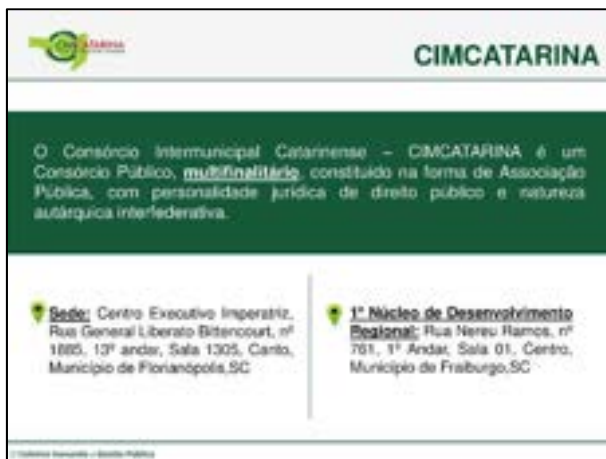 CIMCATARINA
CIMCATARINA
O Consórcio Intermunicipal Catarinense – CIMCATARINA é um
Consórcio Público, multifinalitário, constituído na forma de Associação
Pública, com personalidade jurídica de direito público e natureza
autárquica interfederativa.
Sede: Centro Executivo Imperatriz,
Rua General Liberato Bittencourt, nº
1885, 13º andar, Sala 1305, Canto,
Município de Florianópolis,SC
1º Núcleo de Desenvolvimento
Regional: Rua Nereu Ramos, nº
761, 1º Andar, Sala 01, Centro,
Município de Fraiburgo,SC